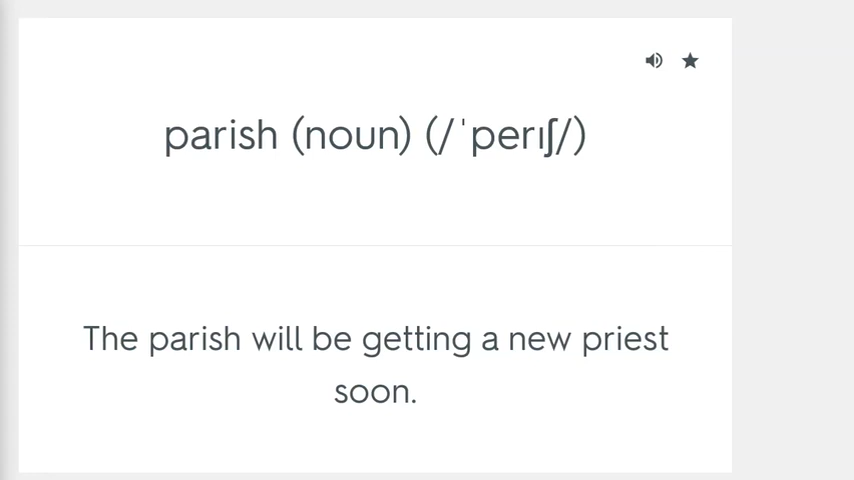 parish (noun) (/ˈperɪʃ/)
The parish will be getting a new priest
soon.